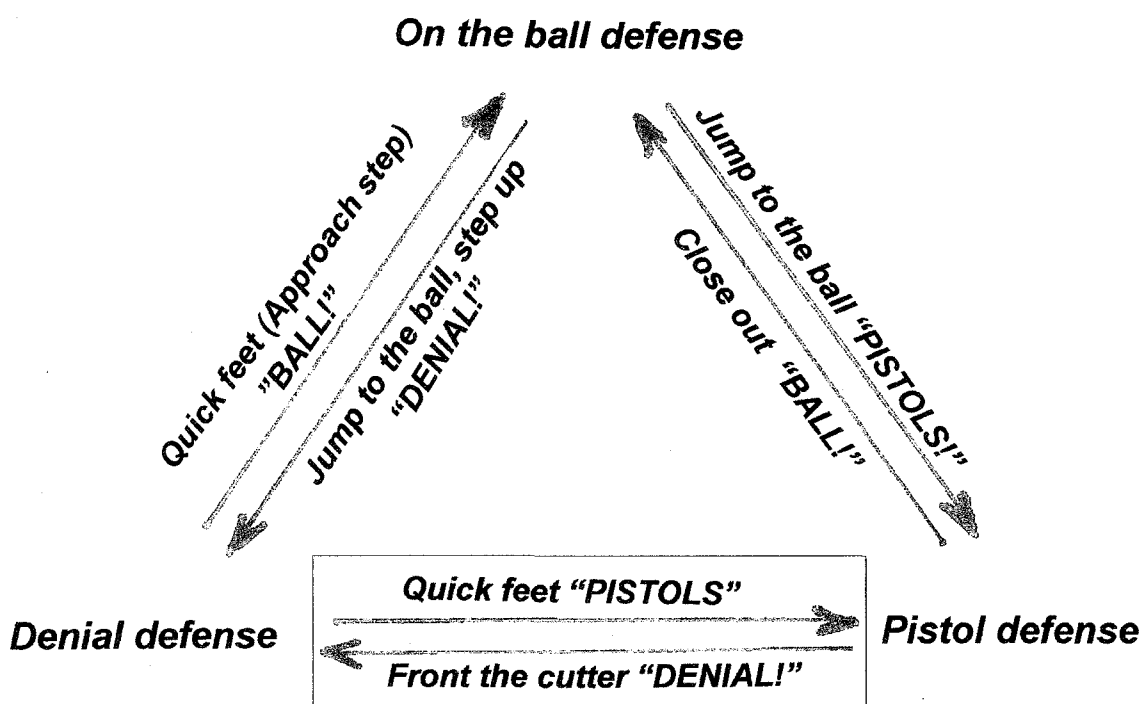 On the ball defense
Quick feet (Approach step)
”BALL!”
Jump to the ball, step up
“DENIAL!”
Jump to the ball “PISTOLS!”
Close out “BALL!”
Denial defense
Quick feet “PISTOLS”
Front the cutter “DENIAL!”
Pistol defense